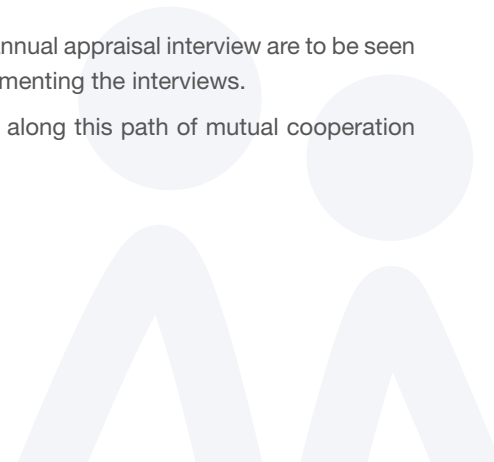 nnual appraisal interview are to be seen
menting the interviews.
along this path of mutual cooperation